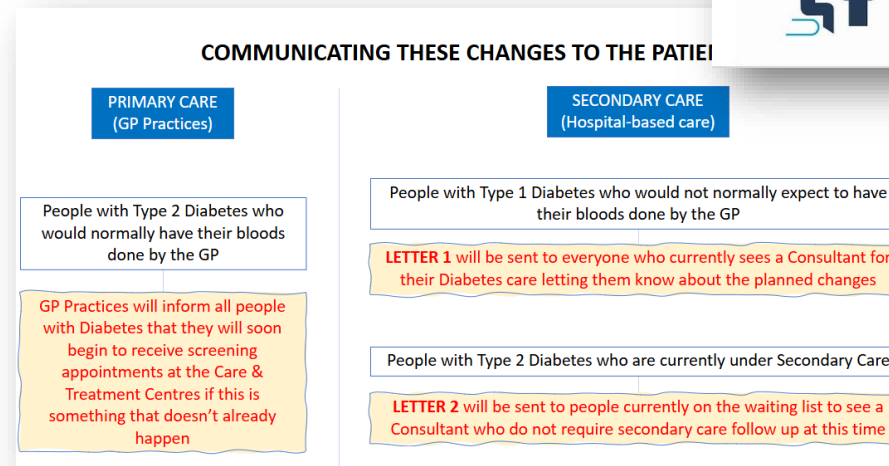 COMMUNICATING THESE CHANGES TO THE
PRIMARY CARE
(GP Practices)
People with Type 2 Diabetes who
would normally have their bloods
done by the GP
GP Practices will inform all people
with Diabetes that they will soon
begin to receive screening
appointments at the Care &
Treatment Centres if this is
something that doesn't already
happen
SECONDARY CARE
(Hospital-based care)
People with Type 1 Diabetes who would not normally expect to have
their bloods done by the GP
LETTER 1 will be sent to everyone who currently sees a Consultant for
their Diabetes care letting them know about the planned changes
People with Type 2 Diabetes who are currently under Secondary Care
LETTER 2 will be sent to people currently on the waiting list to see a
Consultant who do not require secondary care follow up at this time